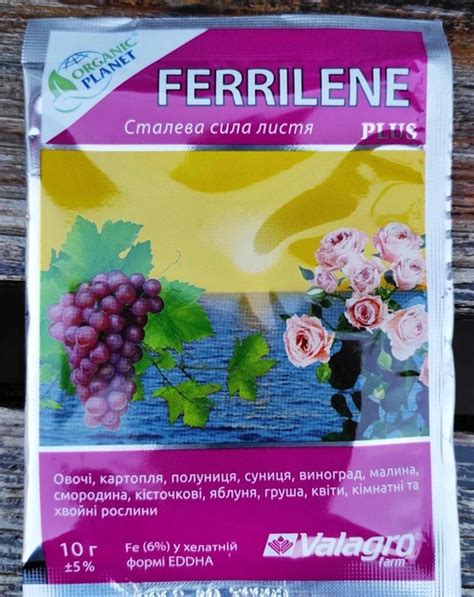 ORGANIC
PLANET
FERRILENE
Сталева сила листя
PLUS
Овочі, картопля, полуниця, суниця, виноград, малина,
смородина, кісточкові, яблуня, груша, квіти, кімнатні та
хвойні рослини
10 г
±5%
Fe (6%) у хелатній
формі EDDHA
Valagro
farm